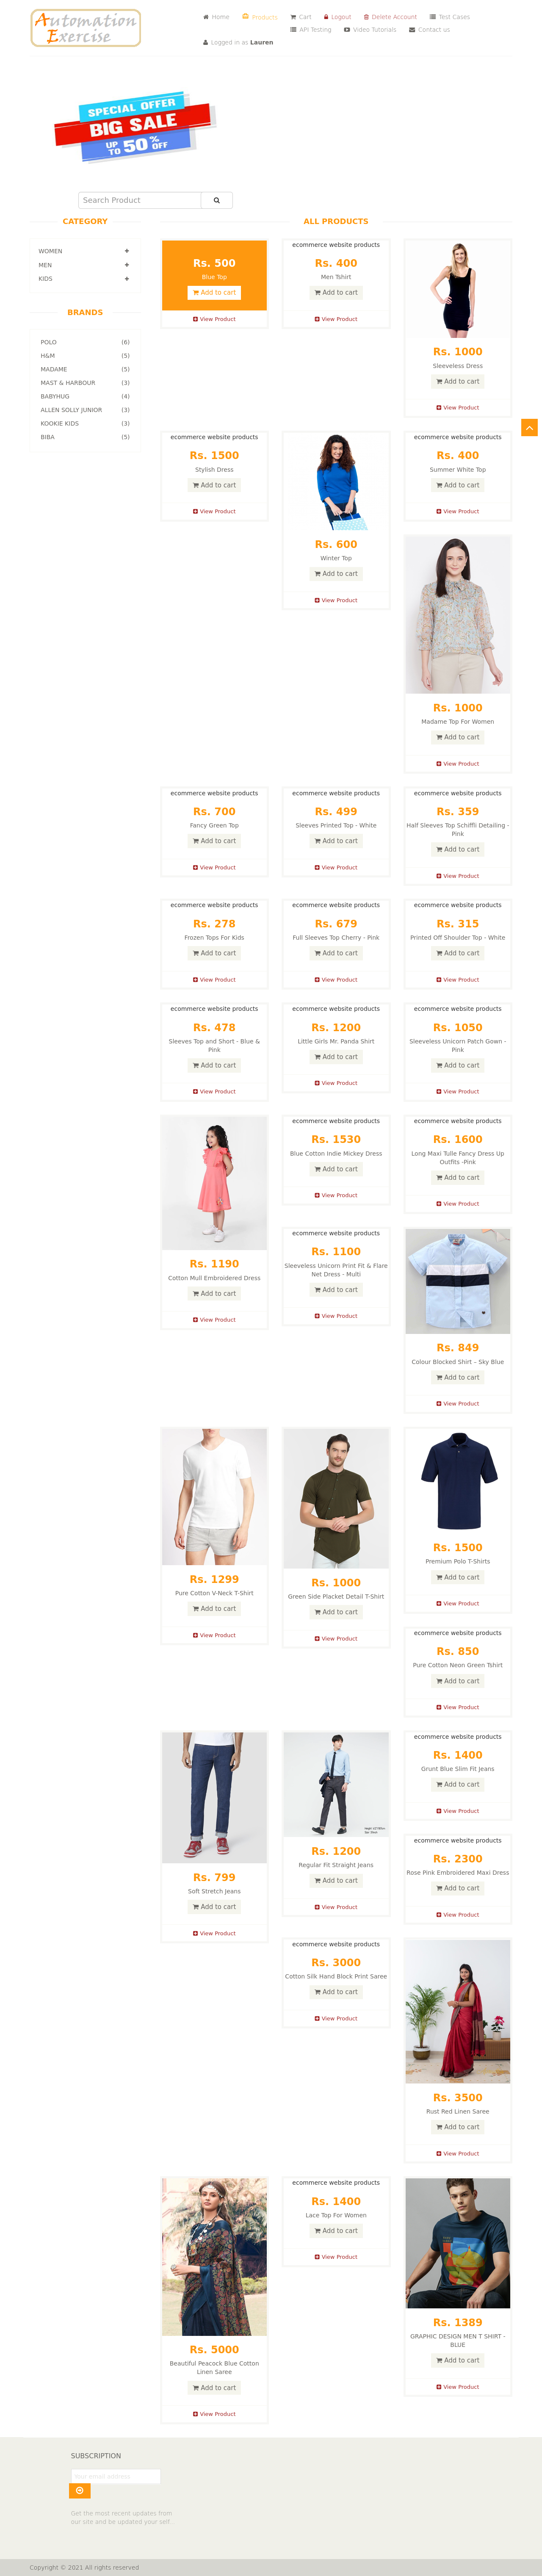 Automation
Exercise
Home
Products
Cart
Logout
Delete Account
Test Cases
API Testing
Video Tutorials
Contact us
Logged in as Lauren
SPECIAL OFFER
BIG SALE
UP TO 50 % OFF
Search Product
CATEGORY
WOMEN
MEN
KIDS
BRANDS
POLO (6)
H&M (5)
MADAME (5)
MAST & HARBOUR (3)
BABYHUG (4)
ALLEN SOLLY JUNIOR (3)
KOOKIE KIDS (3)
BIBA (5)
ALL PRODUCTS
Rs. 500
Blue Top
Add to cart
View Product
ecommerce website products
Rs. 400
Men Tshirt
Add to cart
View Product
Rs. 1000
Sleeveless Dress
Add to cart
View Product
ecommerce website products
Rs. 1500
Stylish Dress
Add to cart
View Product
Rs. 600
Winter Top
Add to cart
View Product
ecommerce website products
Rs. 400
Summer White Top
Add to cart
View Product
Rs. 1000
Madame Top For Women
Add to cart
View Product
ecommerce website products
Rs. 700
Fancy Green Top
Add to cart
View Product
ecommerce website products
Rs. 499
Sleeves Printed Top - White
Add to cart
View Product
ecommerce website products
Rs. 359
Half Sleeves Top Schiffli Detailing -
Pink
Add to cart
View Product
ecommerce website products
Rs. 278
Frozen Tops For Kids
Add to cart
View Product
ecommerce website products
Rs. 679
Full Sleeves Top Cherry - Pink
Add to cart
View Product
ecommerce website products
Rs. 315
Printed Off Shoulder Top - White
Add to cart
View Product
ecommerce website products
Rs. 478
Sleeves Top and Short - Blue &
Pink
Add to cart
View Product
ecommerce website products
Rs. 1200
Little Girls Mr. Panda Shirt
Add to cart
View Product
ecommerce website products
Rs. 1050
Sleeveless Unicorn Patch Gown -
Pink
Add to cart
View Product
Rs. 1190
Cotton Mull Embroidered Dress
Add to cart
View Product
ecommerce website products
Rs. 1530
Blue Cotton Indie Mickey Dress
Add to cart
View Product
ecommerce website products
Rs. 1600
Long Maxi Tulle Fancy Dress Up
Outfits -Pink
Add to cart
View Product
ecommerce website products
Rs. 1100
Sleeveless Unicorn Print Fit & Flare
Net Dress - Multi
Add to cart
View Product
Rs. 849
Colour Blocked Shirt – Sky Blue
Add to cart
View Product
Rs. 1299
Pure Cotton V-Neck T-Shirt
Add to cart
View Product
Rs. 1000
Green Side Placket Detail T-Shirt
Add to cart
View Product
Rs. 1500
Premium Polo T-Shirts
Add to cart
View Product
ecommerce website products
Rs. 850
Pure Cotton Neon Green Tshirt
Add to cart
View Product
Rs. 799
Soft Stretch Jeans
Add to cart
View Product
Rs. 1200
Regular Fit Straight Jeans
Add to cart
View Product
ecommerce website products
Rs. 1400
Grunt Blue Slim Fit Jeans
Add to cart
View Product
ecommerce website products
Rs. 2300
Rose Pink Embroidered Maxi Dress
Add to cart
View Product
ecommerce website products
Rs. 3000
Cotton Silk Hand Block Print Saree
Add to cart
View Product
Rs. 3500
Rust Red Linen Saree
Add to cart
View Product
Rs. 5000
Beautiful Peacock Blue Cotton
Linen Saree
Add to cart
View Product
ecommerce website products
Rs. 1400
Lace Top For Women
Add to cart
View Product
Rs. 1389
GRAPHIC DESIGN MEN T SHIRT -
BLUE
Add to cart
View Product
SUBSCRIPTION
Your email address
Get the most recent updates from
our site and be updated your self...
Copyright © 2021 All rights reserved